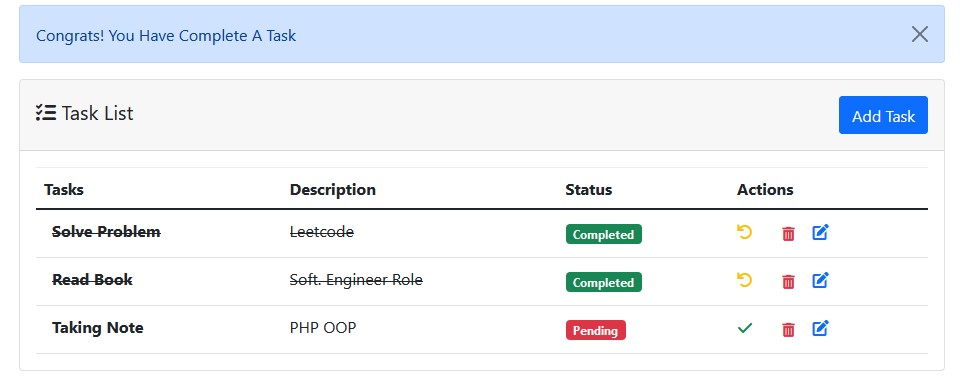 Congrats! You Have Complete A Task
Task List
Add Task
Tasks Description Status Actions
Solve Problem Leetcode Completed
Read Book Soft. Engineer Role Completed
Taking Note PHP OOP Pending